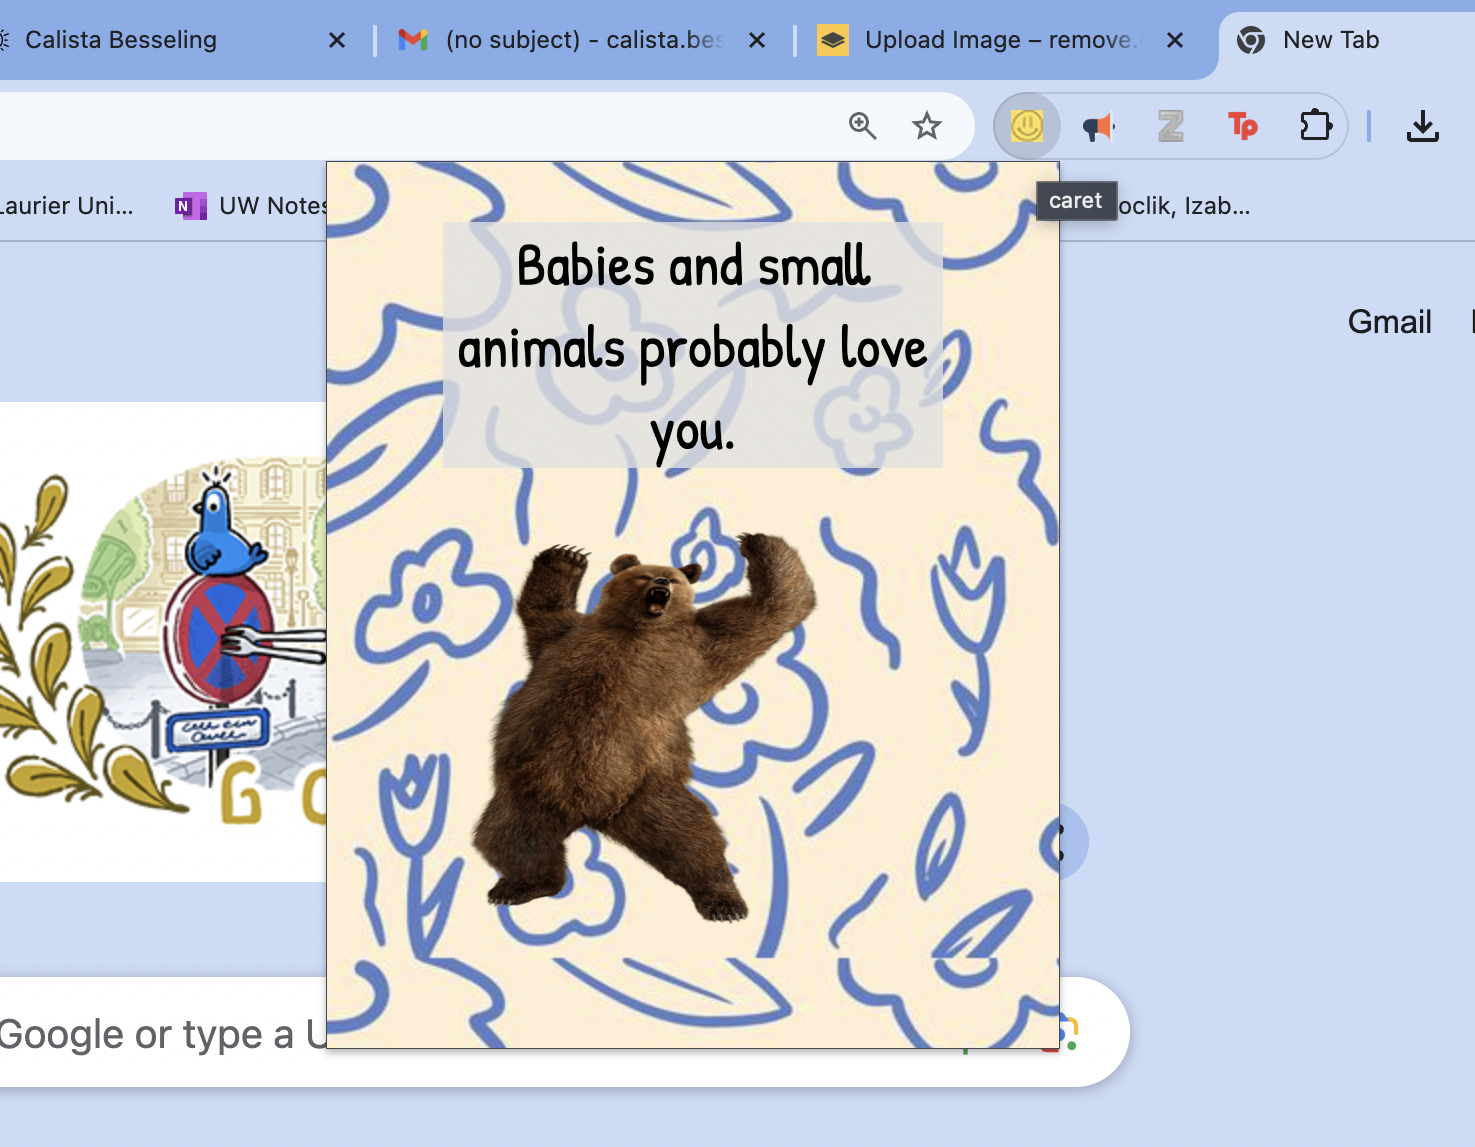 Calista Besseling
(no subject) - calista.bes
Upload Image – remove.
New Tab
Tp
Laurier Uni...
N
UW Notes
caret
oclik, Izab...
Gmail
Babies and small
animals probably love
you.
G
Google or type a U